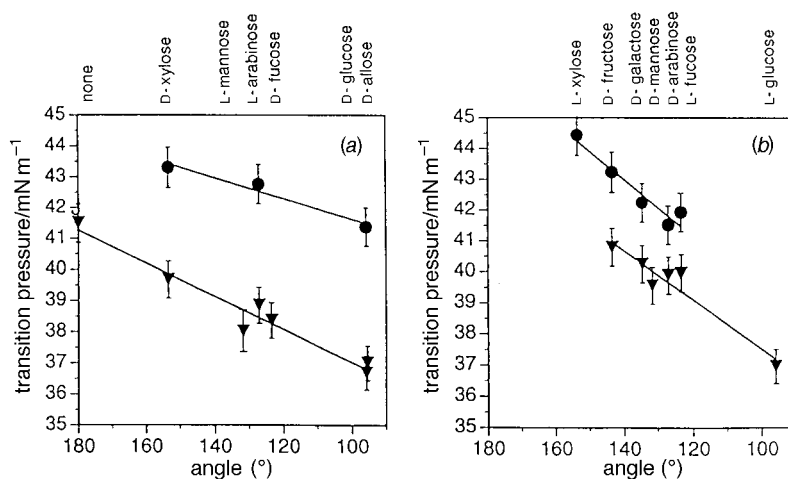 none
D-xylose
L-mannose
L-arabinose
D-fucose
D-glucose
D-allose
(a)
transition pressure/mN m⁻¹
45
44
43
42
41
40
39
38
37
36
35
180
160
140
120
100
angle (°)
L-xylose
D-fructose
D-galactose
D-mannose
D-arabinose
L-fucose
L-glucose
(b)
transition pressure/mN m⁻¹
45
44
43
42
41
40
39
38
37
36
35
180
160
140
120
100
angle (°)